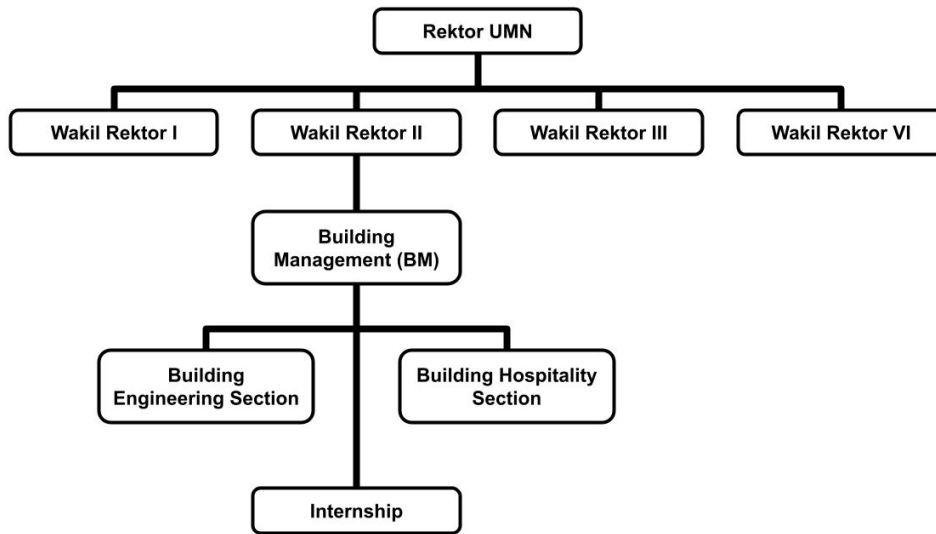 Rektor UMN
Wakil Rektor I
Wakil Rektor II
Wakil Rektor III
Wakil Rektor VI
Building
Management (BM)
Building
Engineering Section
Building Hospitality
Section
Internship